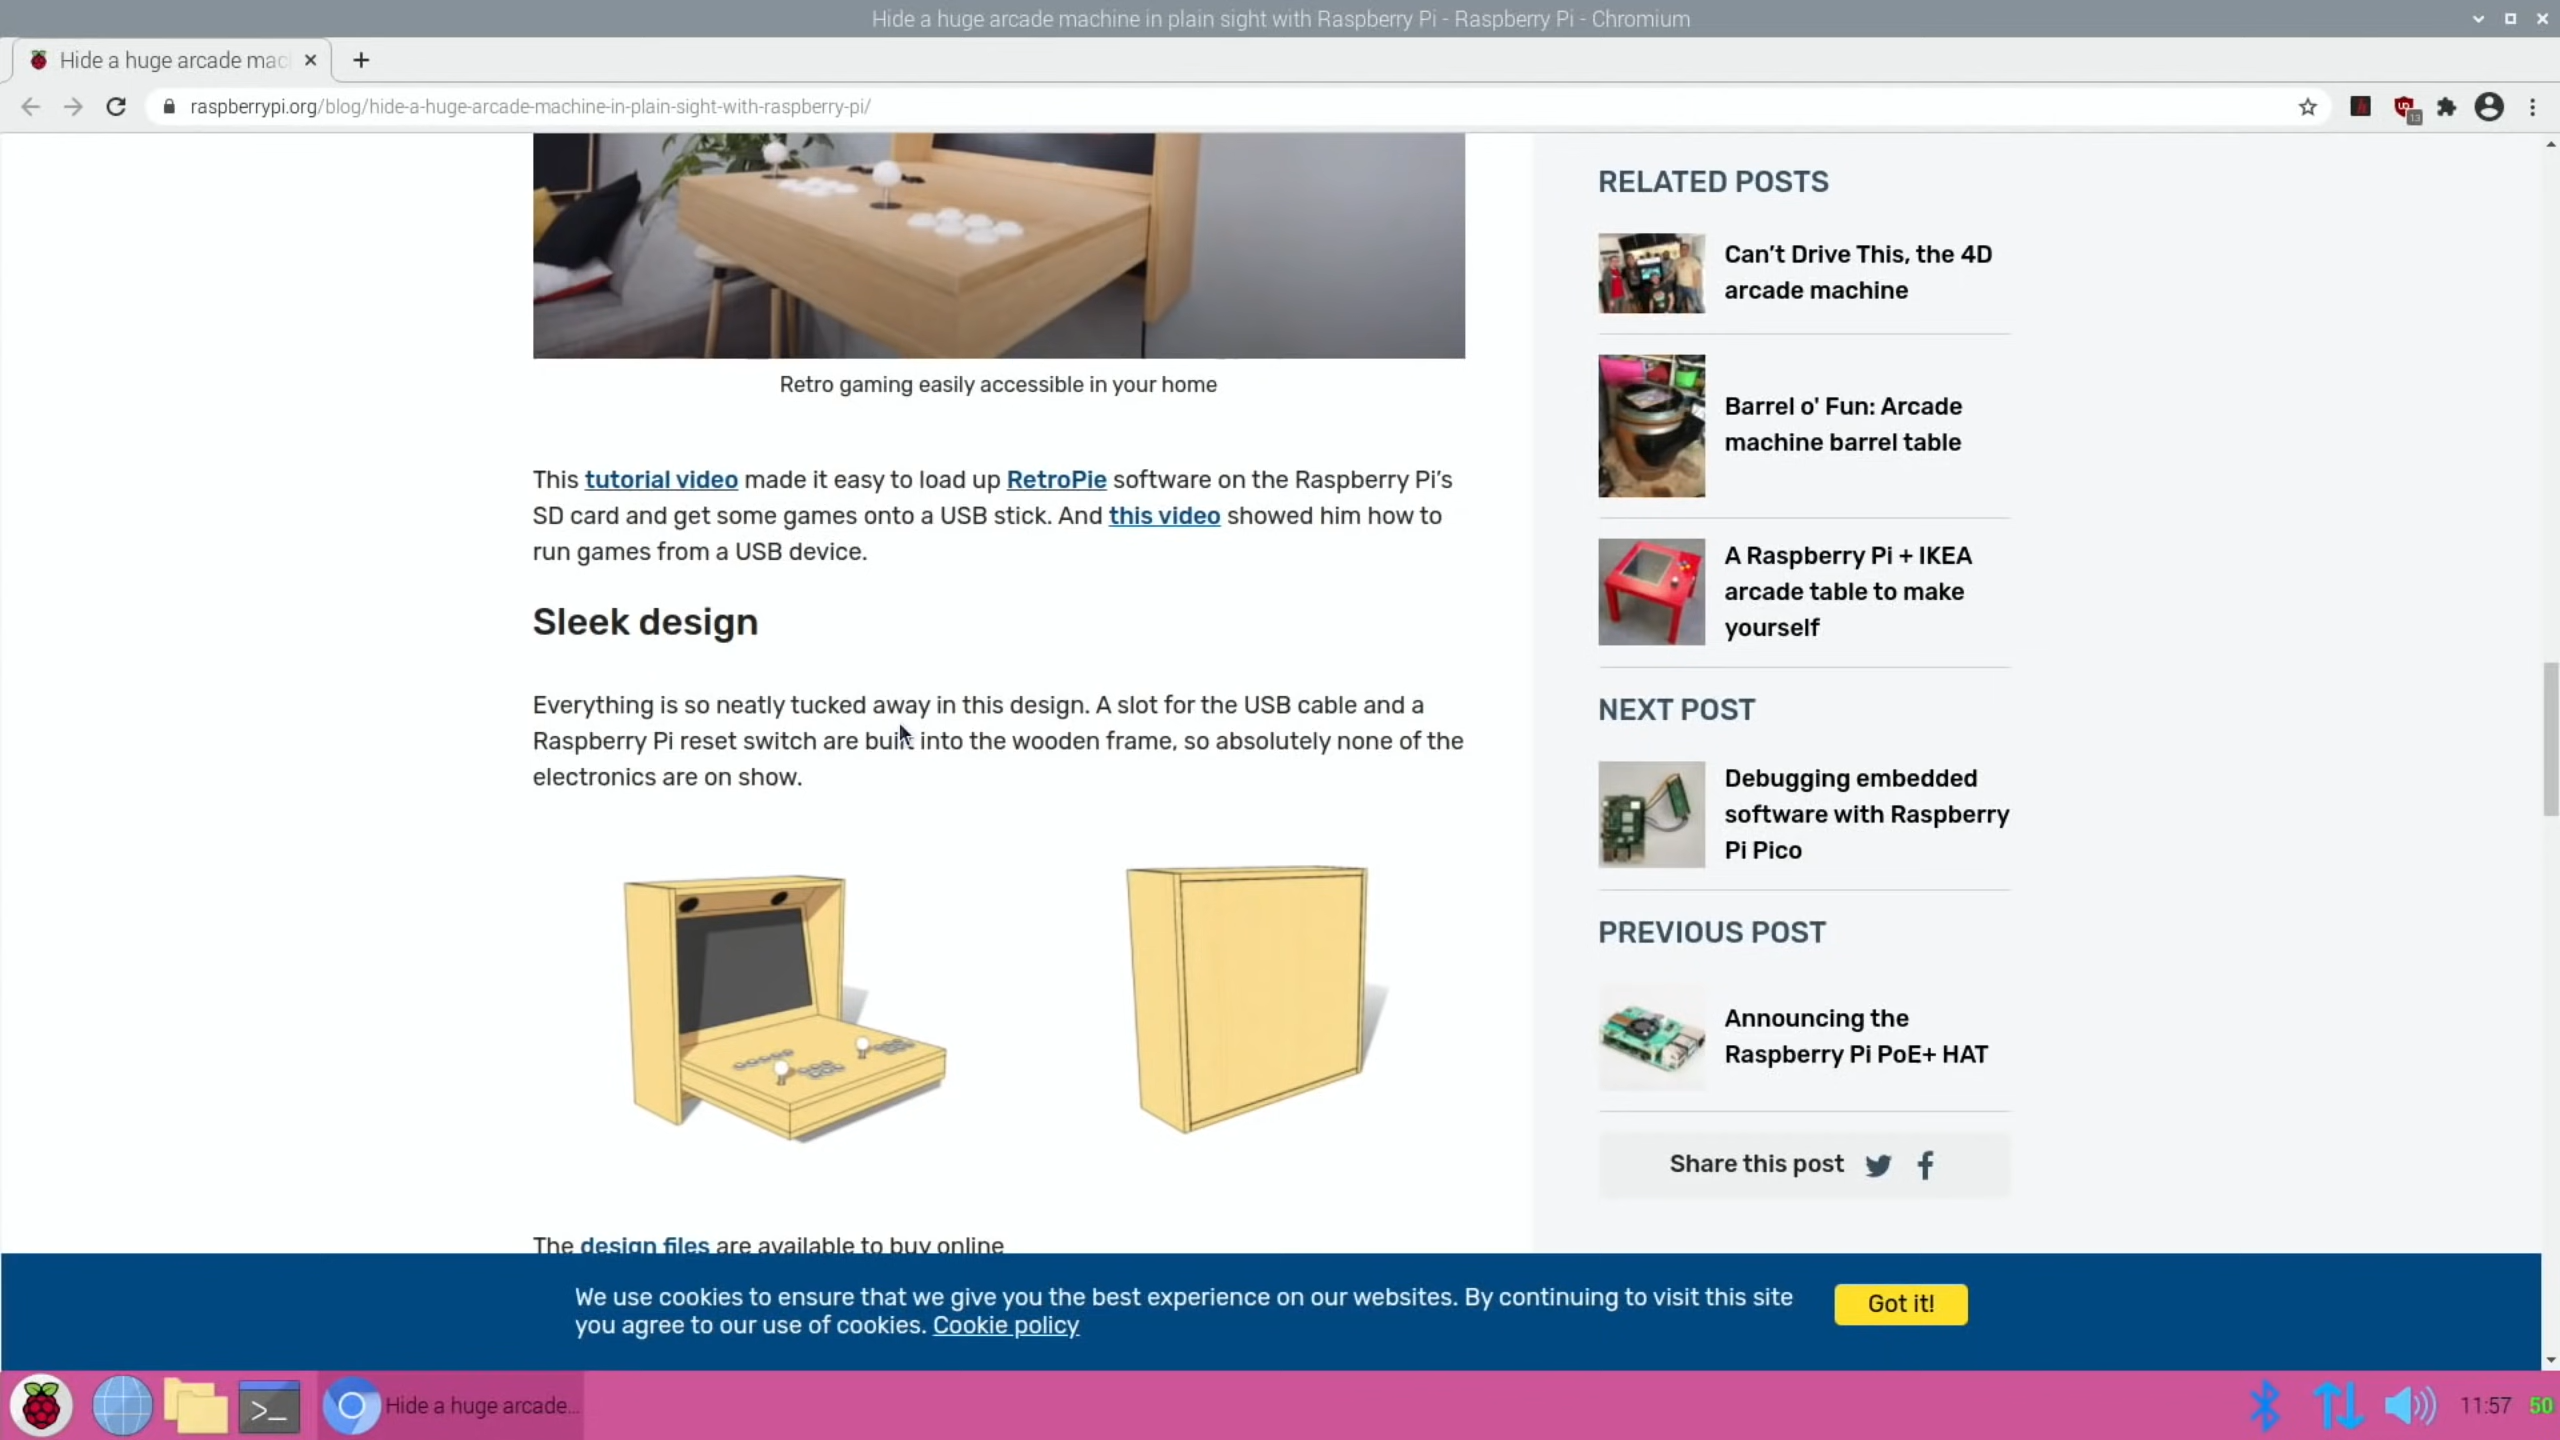 Hide a huge arcade machine in plain sight with Raspberry Pi - Raspberry Pi - Chromium
Hide a huge arcade mac
raspberrypi.org/blog/hide-a-huge-arcade-machine-in-plain-sight-with-raspberry-pi/
13
Retro gaming easily accessible in your home
This tutorial video made it easy to load up RetroPie software on the Raspberry Pi’s
SD card and get some games onto a USB stick. And this video showed him how to
run games from a USB device.
Sleek design
Everything is so neatly tucked away in this design. A slot for the USB cable and a
Raspberry Pi reset switch are built into the wooden frame, so absolutely none of the
electronics are on show.
The design files are available to buy online
RELATED POSTS
Can’t Drive This, the 4D
arcade machine
Barrel o' Fun: Arcade
machine barrel table
A Raspberry Pi + IKEA
arcade table to make
yourself
NEXT POST
Debugging embedded
software with Raspberry
Pi Pico
PREVIOUS POST
Announcing the
Raspberry Pi PoE+ HAT
Share this post
We use cookies to ensure that we give you the best experience on our websites. By continuing to visit this site
you agree to our use of cookies. Cookie policy
Got it!
Hide a huge arcade...
11:57
50